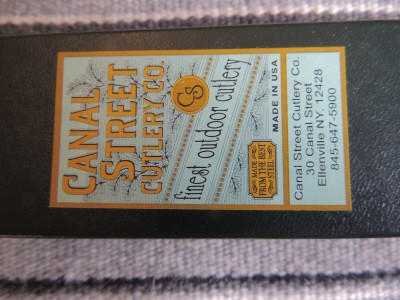 CANAL
STREET
CUTLERY CO.
CS
finest outdoor cutlery
MADE
FROM THE BEST
STEEL
MADE IN USA
Canal Street Cutlery Co.
30 Canal Street
Ellenville NY, 12428
845-647-5900